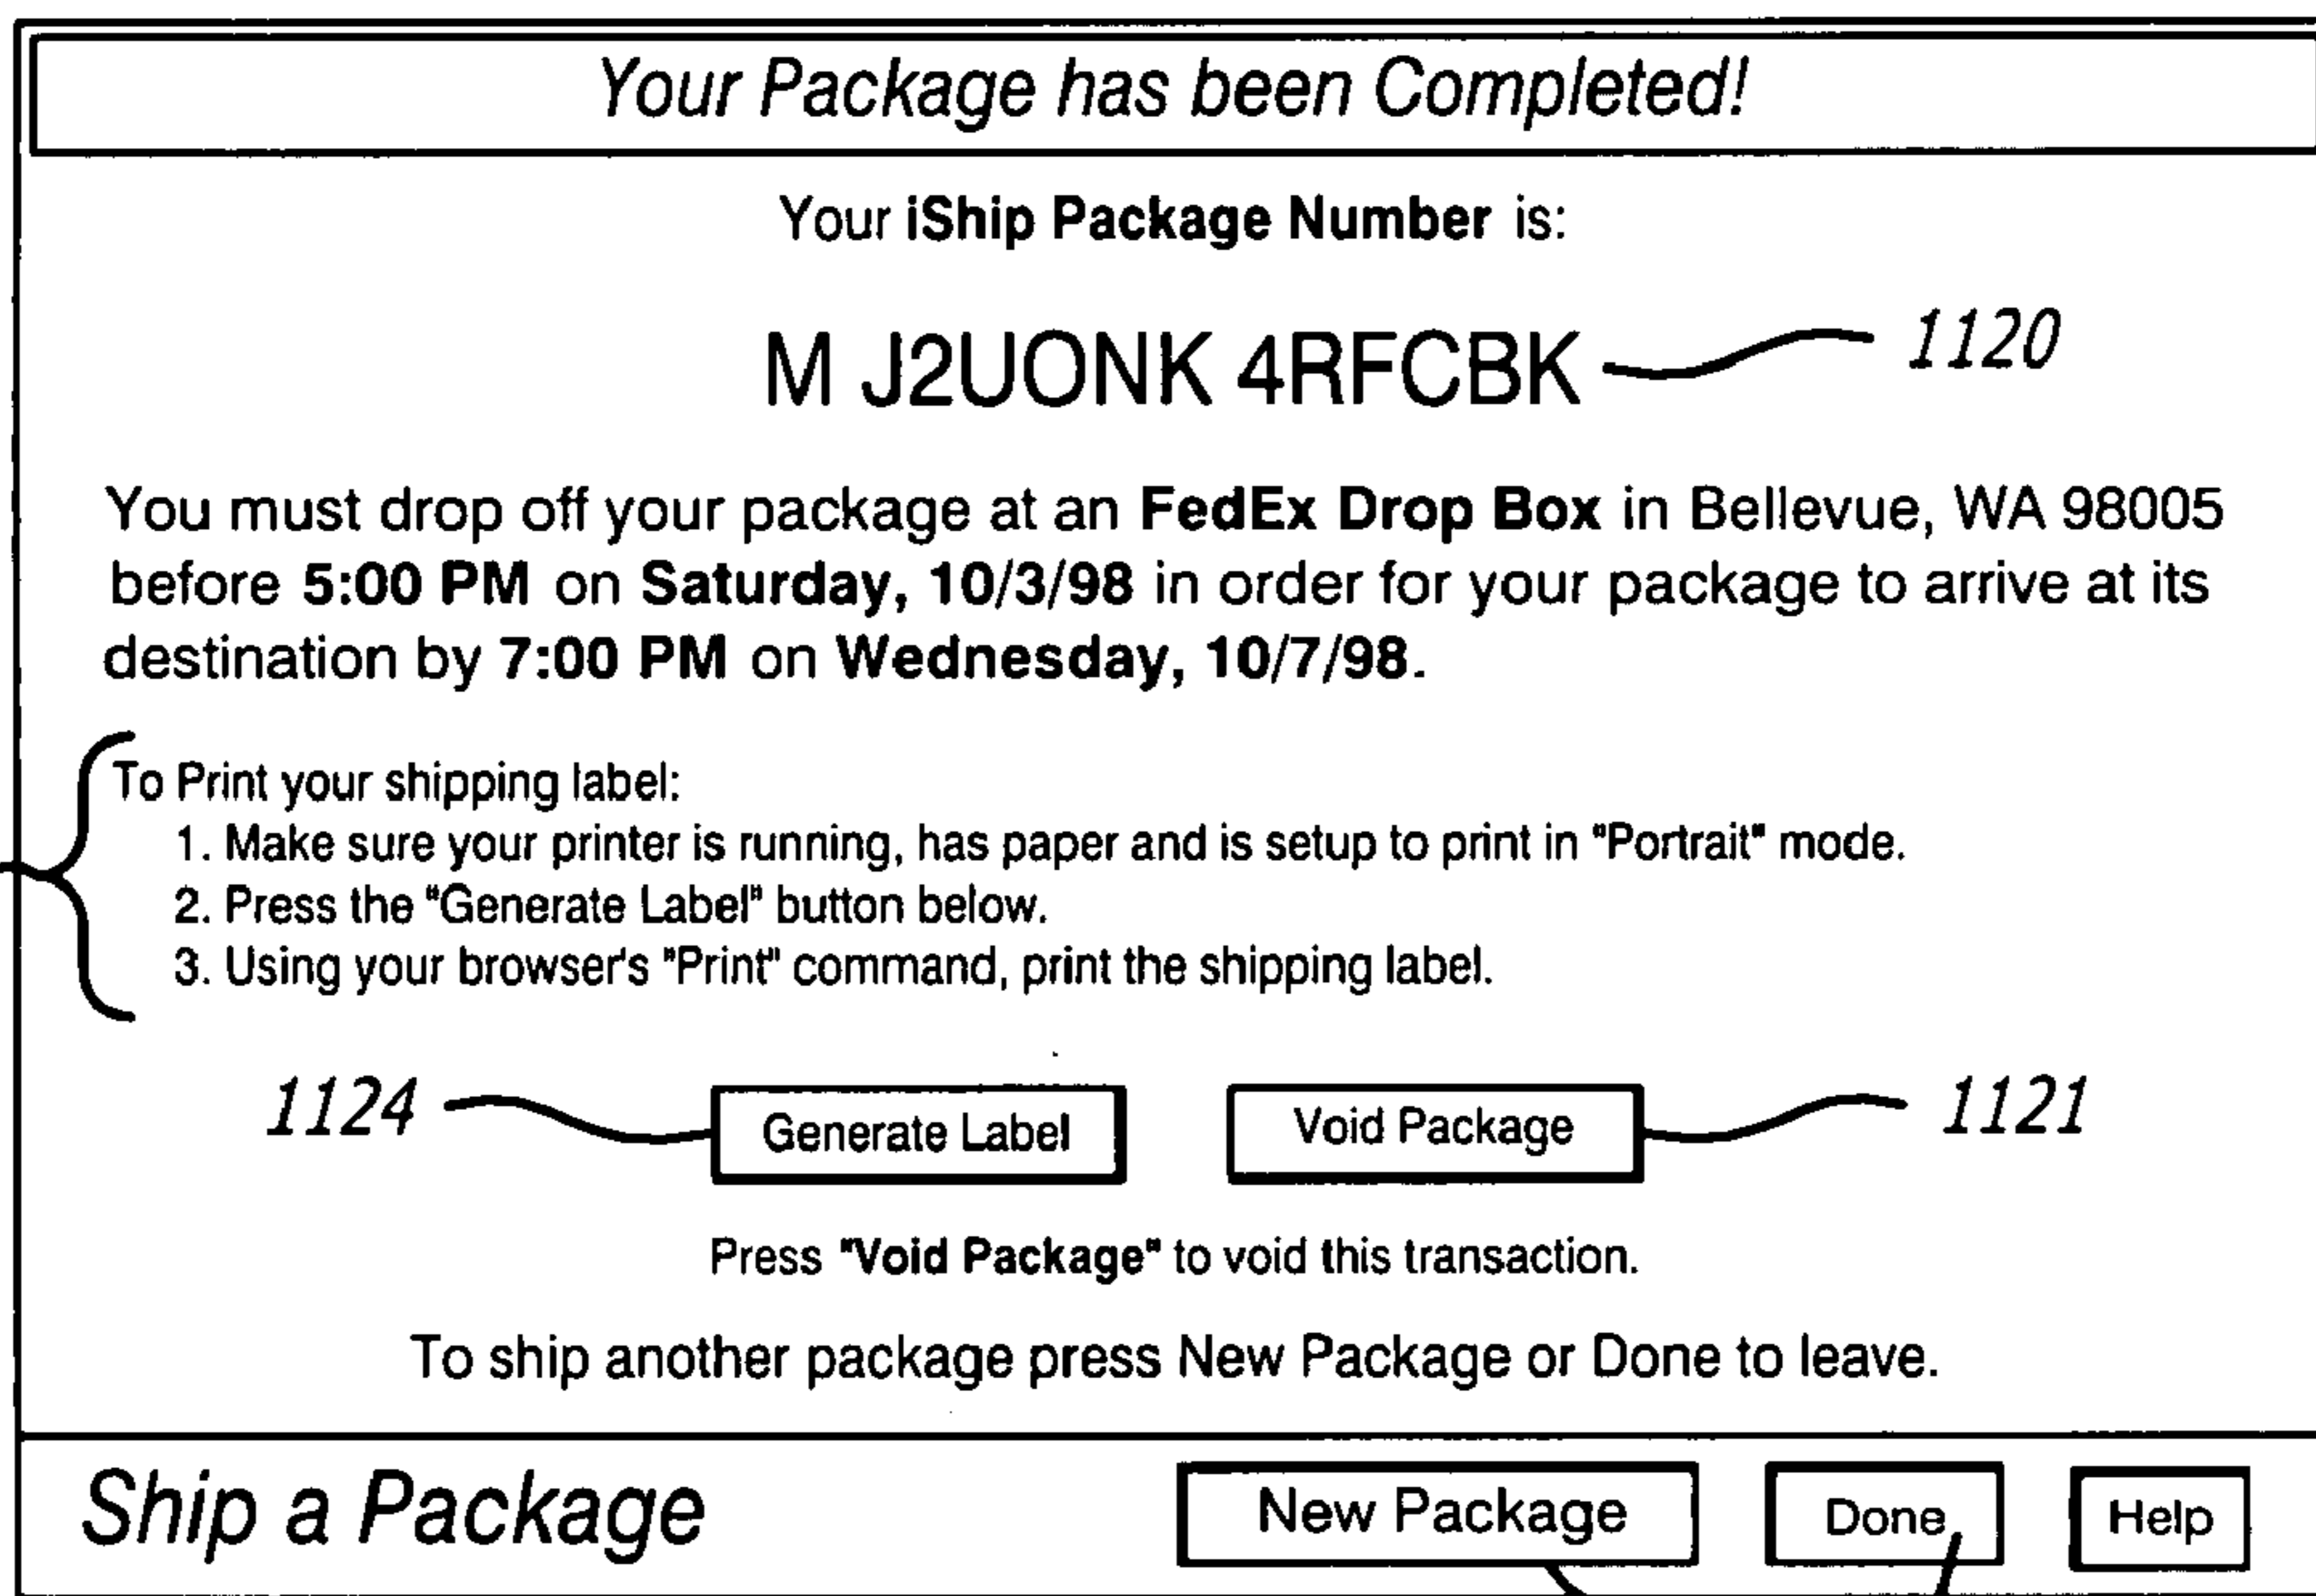 Your Package has been Completed!
Your iShip Package Number is:
M J2UONK 4RFCBK
1120
You must drop off your package at an FedEx Drop Box in Bellevue, WA 98005
before 5:00 PM on Saturday, 10/3/98 in order for your package to arrive at its
destination by 7:00 PM on Wednesday, 10/7/98.
To Print your shipping label:
1. Make sure your printer is running, has paper and is setup to print in "Portrait" mode.
2. Press the "Generate Label" button below.
3. Using your browser's "Print" command, print the shipping label.
1124
Generate Label
Void Package
1121
Press "Void Package" to void this transaction.
To ship another package press New Package or Done to leave.
Ship a Package
New Package
Done
Help